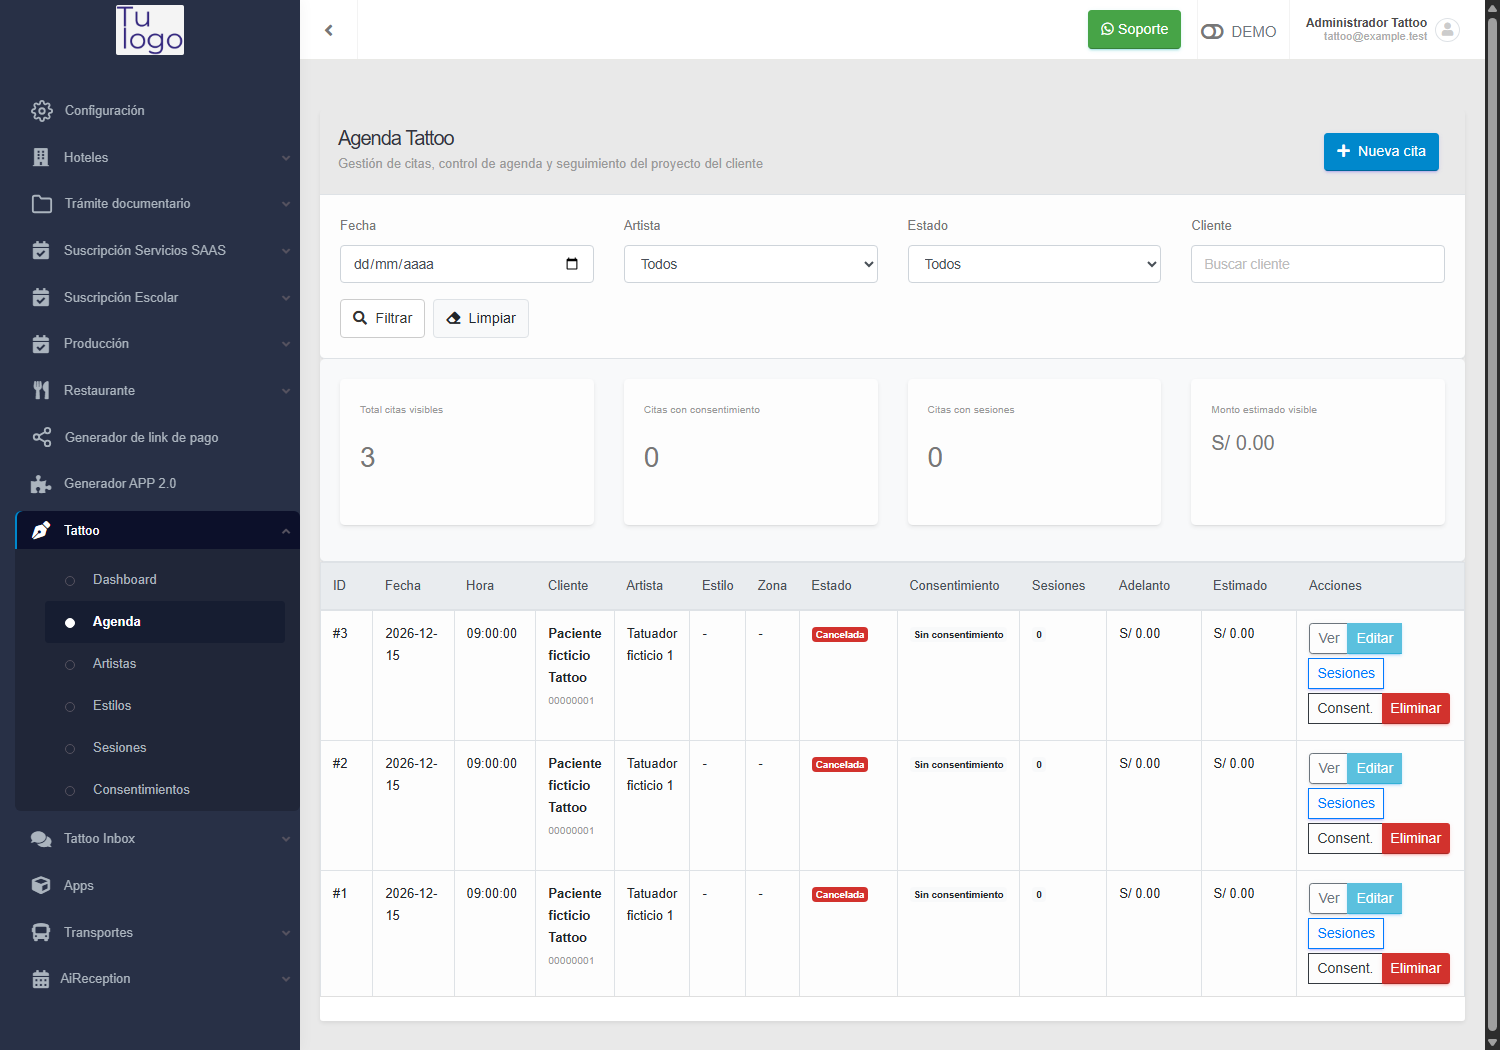 Tu
logo
Soporte
DEMO
Administrador Tattoo
tattoo@example.test
Configuración
Hoteles
Trámite documentario
Suscripción Servicios SAAS
Suscripción Escolar
Producción
Restaurante
Generador de link de pago
Generador APP 2.0
Tattoo
Dashboard
Agenda
Artistas
Estilos
Sesiones
Consentimientos
Tattoo Inbox
Apps
Transportes
AiReception
Agenda Tattoo
Gestión de citas, control de agenda y seguimiento del proyecto del cliente
Nueva cita
Fecha Artista Estado Cliente
dd/mm/aaaa Todos Todos Buscar cliente
Filtrar Limpiar
Total citas visibles Citas con consentimiento Citas con sesiones Monto estimado visible
3 0 0 S/ 0.00
ID Fecha Hora Cliente Artista Estilo Zona Estado Consentimiento Sesiones Adelanto Estimado Acciones
#3 2026-12- 09:00:00 Paciente Tatuador - - Cancelada Sin consentimiento 0 S/ 0.00 S/ 0.00 Ver Editar
15 ficticio ficticio 1
Tattoo Sesiones
00000001 Consent. Eliminar
#2 2026-12- 09:00:00 Paciente Tatuador - - Cancelada Sin consentimiento 0 S/ 0.00 S/ 0.00 Ver Editar
15 ficticio ficticio 1
Tattoo Sesiones
00000001 Consent. Eliminar
#1 2026-12- 09:00:00 Paciente Tatuador - - Cancelada Sin consentimiento 0 S/ 0.00 S/ 0.00 Ver Editar
15 ficticio ficticio 1
Tattoo Sesiones
00000001 Consent. Eliminar